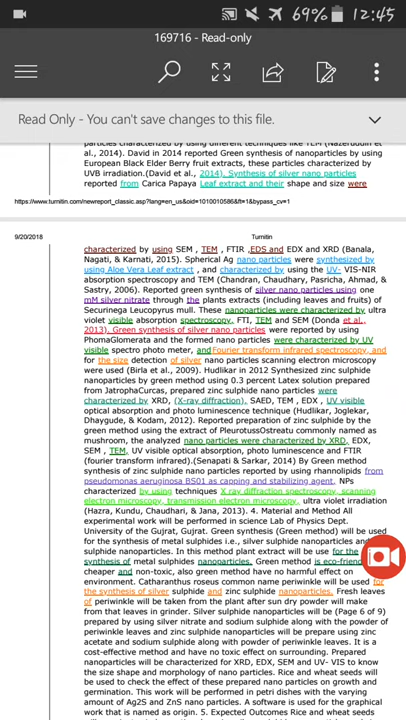 69% 12:45
169716 - Read-only
Read Only - You can't save changes to this file.
particles characterized by using different techniques like TEM (Nazeruddin et
al., 2014). David in 2014 reported Green synthesis of nanoparticles by using
European Black Elder Berry fruit extracts, these particles characterized by
UVB irradiation.(David et al., 2014). Synthesis of silver nano particles
reported from Carica Papaya Leaf extract and their shape and size were
https://www.turnitin.com/newreport_classic.asp?lang=en_us&oid=1010010586&ft=1&bypass_cv=1
9/20/2018 Turnitin
characterized by using SEM , TEM , FTIR ,EDS and EDX and XRD (Banala,
Nagati, & Karnati, 2015). Spherical Ag nano particles were synthesized by
using Aloe Vera Leaf extract , and characterized by using the UV- VIS-NIR
absorption spectroscopy and TEM (Chandran, Chaudhary, Pasricha, Ahmad, &
Sastry, 2006). Reported green synthesis of silver nano particles using one
mM silver nitrate through the plants extracts (including leaves and fruits) of
Securinega Leucopyrus mull. These nanoparticles were characterized by ultra
violet visible absorption spectroscopy, FTI, TEM and SEM (Donda et al.,
2013). Green synthesis of silver nano particles were reported by using
PhomaGlomerata and the formed nano particles were characterized by UV
visible spectro photo meter, and Fourier transform infrared spectroscopy, and
for the size detection of silver nano particles scanning electron microscopy
were used (Birla et al., 2009). Hudlikar in 2012 Synthesized zinc sulphide
nanoparticles by green method using 0.3 percent Latex solution prepared
from JatrophaCurcas, prepared zinc sulphide nano particles were
characterized by XRD, (X-ray diffraction). SAED, TEM , EDX , UV visible
optical absorption and photo luminescence technique (Hudlikar, Joglekar,
Dhaygude, & Kodam, 2012). Reported preparation of zinc sulphide by the
green method using the extract of PleurotoussOstreatu commonly named as
mushroom, the analyzed nano particles were characterized by XRD, EDX,
SEM , TEM, UV visible optical absorption, photo luminescence and FTIR
(fourier transform infrared).(Senapati & Sarkar, 2014) By Green method
synthesis of zinc sulphide nano particles reported by using rhannolipids from
pseudomonas aeruginosa BS01 as capping and stabilizing agent. NPs
characterized by using techniques X ray diffraction spectroscopy, scanning
electron microscopy, transmission electron microscopy, ultra violet irradiation
(Hazra, Kundu, Chaudhari, & Jana, 2013). 4. Material and Method All
experimental work will be performed in science Lab of Physics Dept.
University of the Gujrat, Gujrat. Green synthesis (Green method) will be used
for the synthesis of metal sulphides i.e., silver sulphide nanoparticles and
sulphide nanoparticles. In this method plant extract will be use for the
synthesis of metal sulphides nanoparticles. Green method is eco-friend
cheaper and non-toxic, also green method have no harmful effect on
environment. Catharanthus roseus common name periwinkle will be used for
the synthesis of silver sulphide and zinc sulphide nanoparticles. Fresh leaves
of periwinkle will be taken from the plant after sun dry powder will make
from that leaves in grinder. Silver sulphide nanoparticles will be (Page 6 of 9)
prepared by using silver nitrate and sodium sulphide along with the powder of
periwinkle leaves and zinc sulphide nanoparticles will be prepare using zinc
acetate and sodium sulphide along with powder of periwinkle leaves. It is a
cost-effective method and have no toxic effect on surrounding. Prepared
nanoparticles will be characterized for XRD, EDX, SEM and UV- VIS to know
the size shape and morphology of nano particles. Rice and wheat seeds will
be used to check the effect of these prepared nano particles on growth and
germination. This work will be performed in petri dishes with the varying
amount of Ag2S and ZnS nano particles. A software is used for the graphical
work that is named as origin. 5. Expected Outcomes Rice and wheat seeds